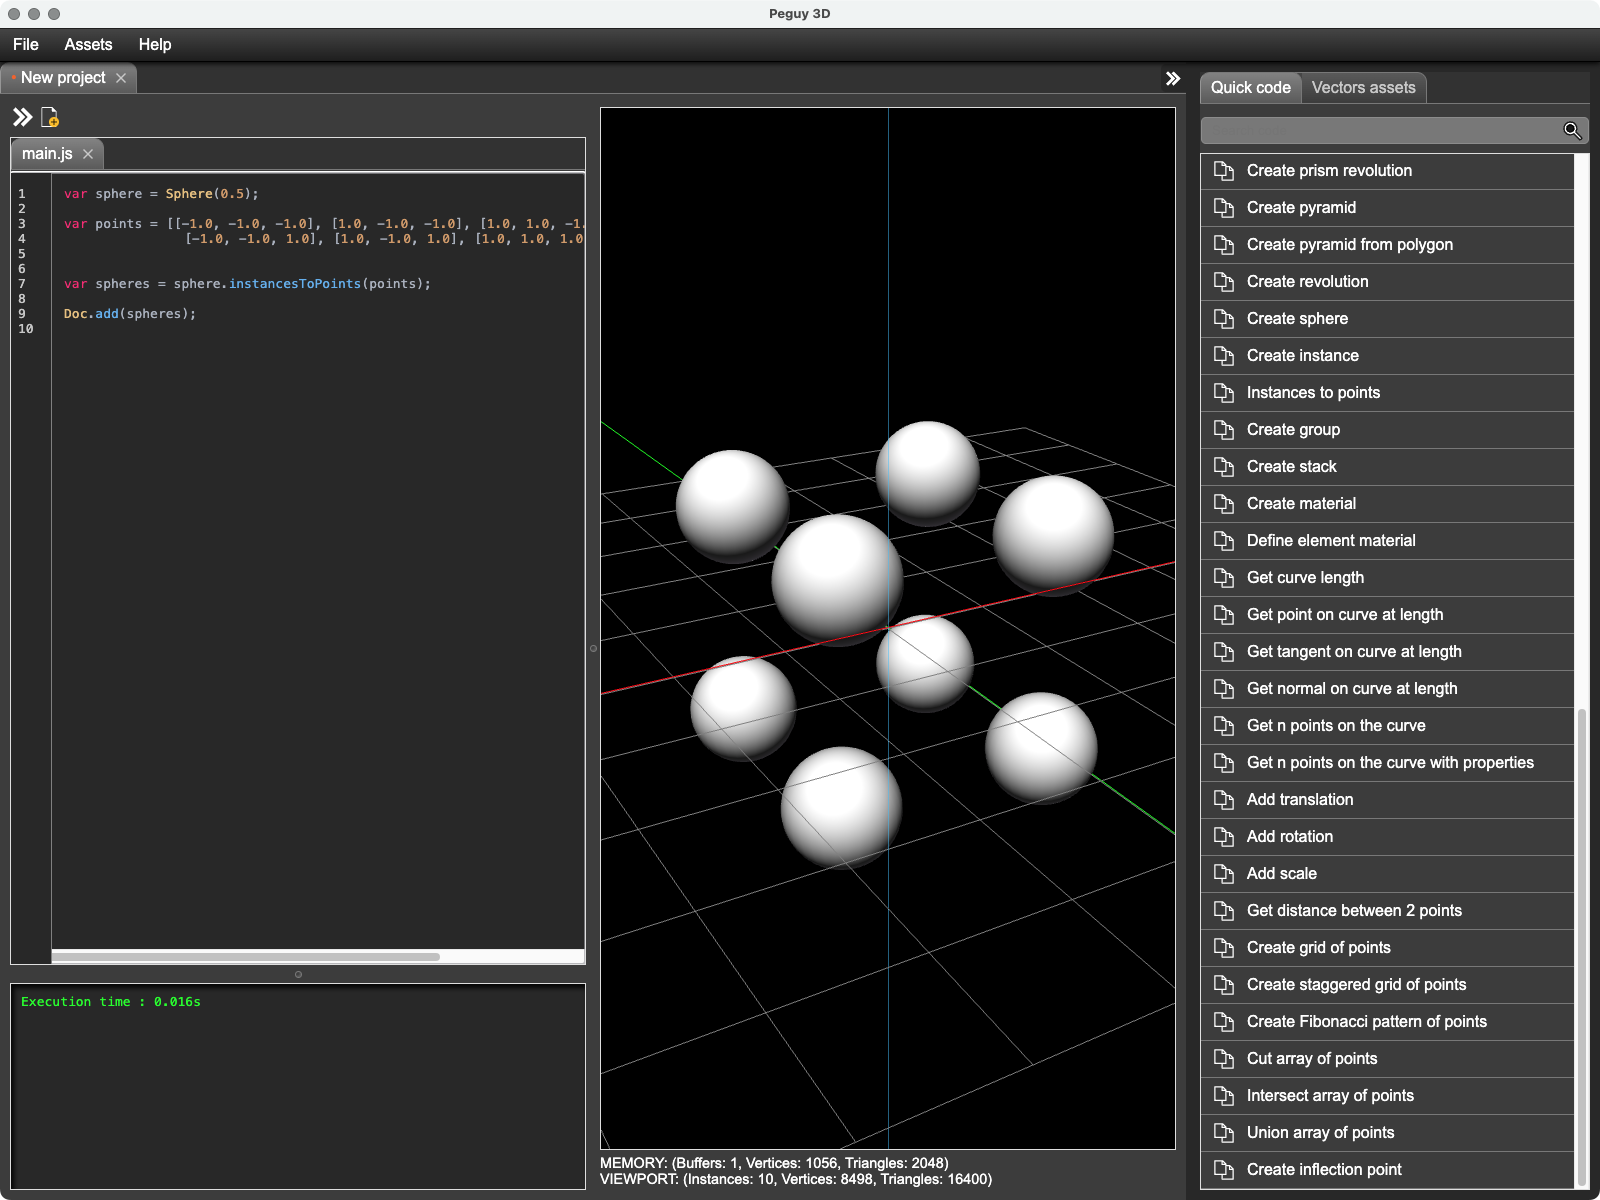 Peguy 3D
File Assets Help
New project
Quick code Vectors assets
main.js
1 var sphere = Sphere(0.5);
2
3 var points = [[-1.0, -1.0, -1.0], [1.0, -1.0, -1.0], [1.0, 1.0, -1.
4 [-1.0, -1.0, 1.0], [1.0, -1.0, 1.0], [1.0, 1.0, 1.0
5
6
7 var spheres = sphere.instancesToPoints(points);
8
9 Doc.add(spheres);
10
Execution time : 0.016s
MEMORY: (Buffers: 1, Vertices: 1056, Triangles: 2048)
VIEWPORT: (Instances: 10, Vertices: 8498, Triangles: 16400)
Create prism revolution
Create pyramid
Create pyramid from polygon
Create revolution
Create sphere
Create instance
Instances to points
Create group
Create stack
Create material
Define element material
Get curve length
Get point on curve at length
Get tangent on curve at length
Get normal on curve at length
Get n points on the curve
Get n points on the curve with properties
Add translation
Add rotation
Add scale
Get distance between 2 points
Create grid of points
Create staggered grid of points
Create Fibonacci pattern of points
Cut array of points
Intersect array of points
Union array of points
Create inflection point